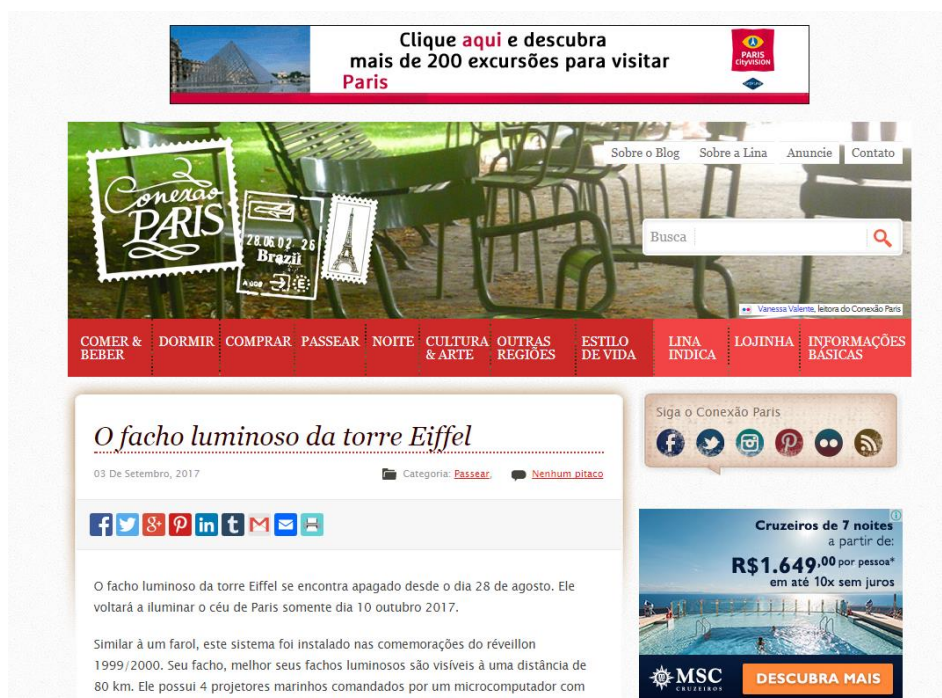 Clique aqui e descubra
mais de 200 excursões para visitar
Paris
PARIS
CityVISION
Sobre o Blog
Sobre a Lina
Anuncie
Contato
Conexão
PARIS
28.06.02
Brazil
Busca
Vanessa Valente, leitora do Conexão Paris
COMER &
BEBER
DORMIR
COMPRAR
PASSEAR
NOITE
CULTURA
& ARTE
OUTRAS
REGIÕES
ESTILO
DE VIDA
LINA
INDICA
LOJINHA
INFORMAÇÕES
BÁSICAS
O facho luminoso da torre Eiffel
03 De Setembro, 2017
Categoria: Passear,
Nenhum pitaco
Siga o Conexão Paris
O facho luminoso da torre Eiffel se encontra apagado desde o dia 28 de agosto. Ele
voltará a iluminar o céu de Paris somente dia 10 outubro 2017.
Similar à um farol, este sistema foi instalado nas comemorações do réveillon
1999/2000. Seu facho, melhor seus fachos luminosos são visíveis à uma distância de
80 km. Ele possui 4 projetores marinhos comandados por um microcomputador com
Cruzeiros de 7 noites
a partir de:
R$1.649,00 por pessoa*
em até 10x sem juros
MSC
CRUZEIROS
DESCUBRA MAIS